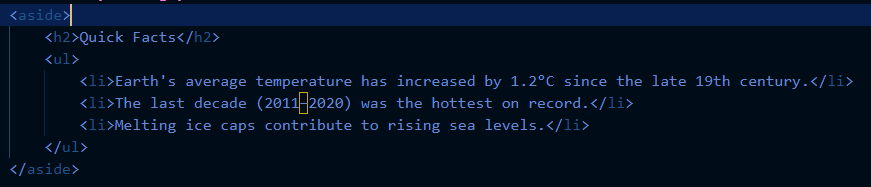 <aside>
<h2>Quick Facts</h2>
<ul>
<li>Earth's average temperature has increased by 1.2°C since the late 19th century.</li>
<li>The last decade (2011–2020) was the hottest on record.</li>
<li>Melting ice caps contribute to rising sea levels.</li>
</ul>
</aside>